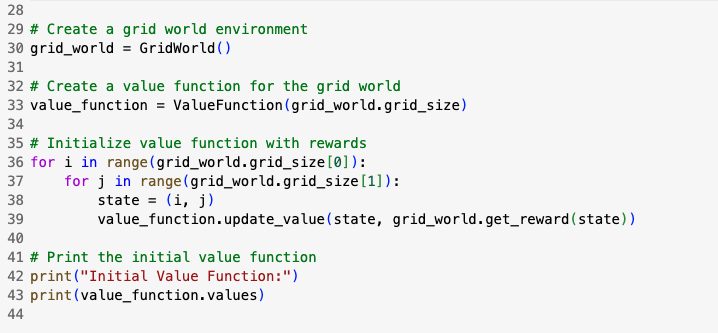 28
29 # Create a grid world environment
30 grid_world = GridWorld()
31
32 # Create a value function for the grid world
33 value_function = ValueFunction(grid_world.grid_size)
34
35 # Initialize value function with rewards
36 for i in range(grid_world.grid_size[0]):
37     for j in range(grid_world.grid_size[1]):
38         state = (i, j)
39         value_function.update_value(state, grid_world.get_reward(state))
40
41 # Print the initial value function
42 print("Initial Value Function:")
43 print(value_function.values)
44